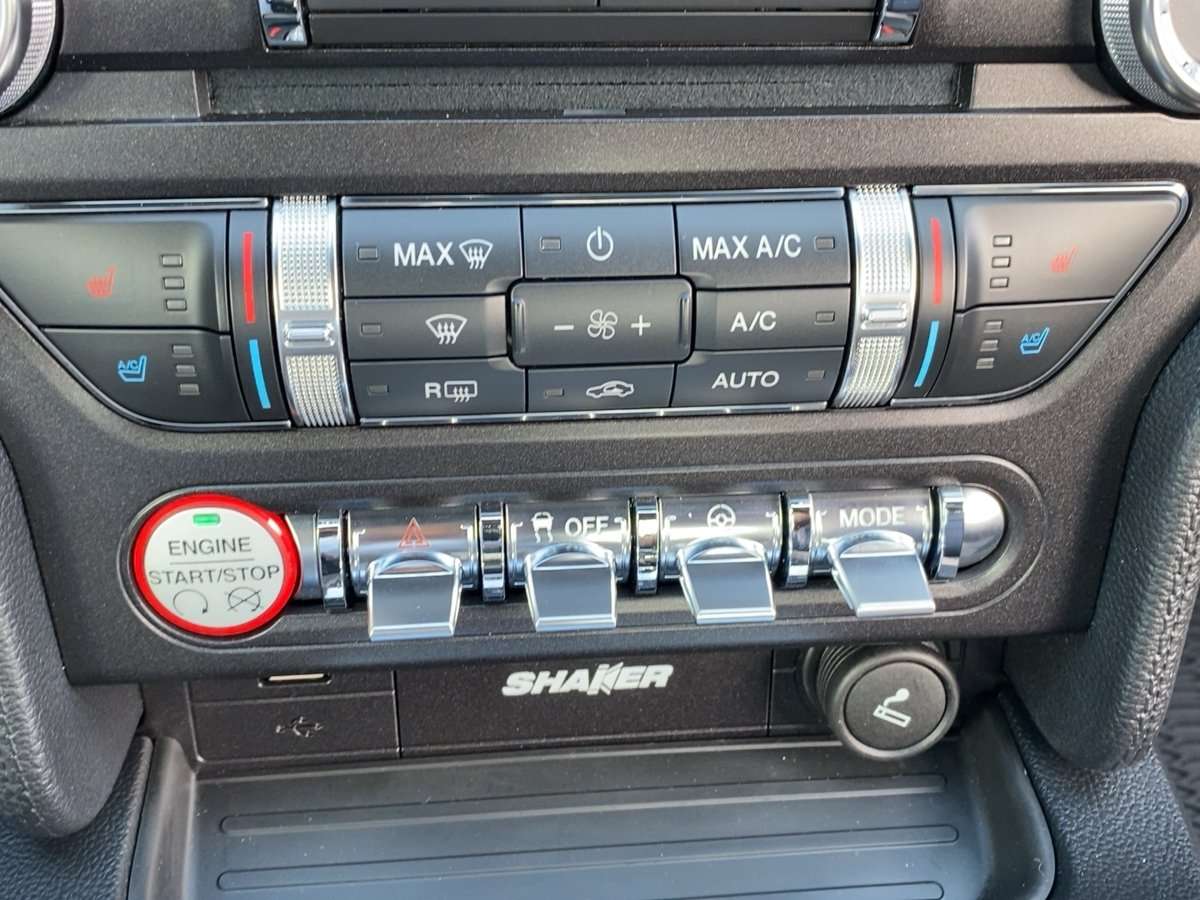 MAX
MAX A/C
- +
A/C
A/C
A/C
R
AUTO
ENGINE
START/STOP
OFF
MODE
SHAKER